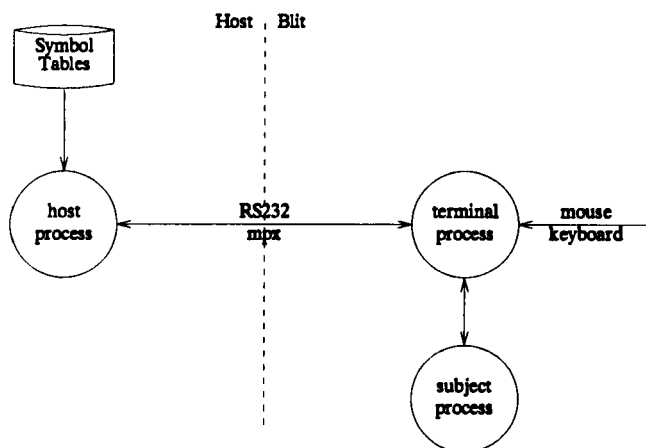 Host
Blit
Symbol
Tables
host
process
RS232
mpx
terminal
process
mouse
keyboard
subject
process